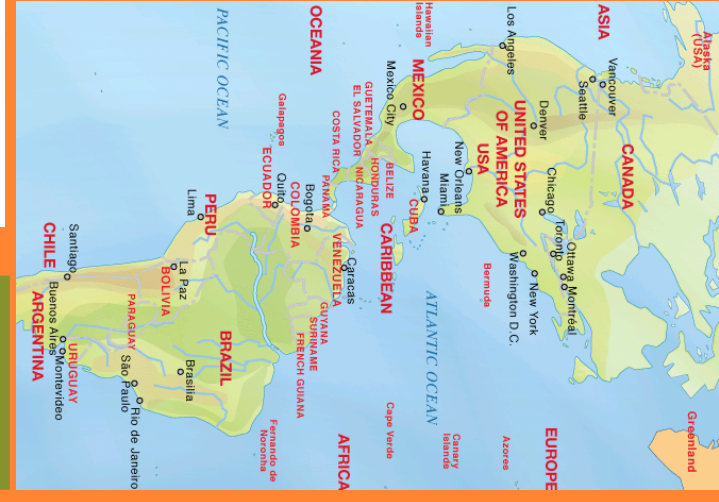 Alaska
(USA)
Greenland
ASIA
CANADA
Vancouver
Seattle
Ottawa
Montréal
Toronto
Chicago
New York
Washington D.C.
Denver
UNITED STATES
OF AMERICA
USA
Los Angeles
EUROPE
Azores
Bermuda
New Orleans
Miami
Canary
Islands
Hawaiian
Islands
MEXICO
Mexico City
Havana
CUBA
ATLANTIC OCEAN
Cape Verde
BELIZE
GUETEMALA
HONDURAS
EL SALVADOR
NICARAGUA
CARIBBEAN
COSTA RICA
PANAMA
OCEANIA
AFRICA
Caracas
VENEZUELA
GUYANA
SURINAME
FRENCH GUIANA
Bogota
COLOMBIA
Galapagos
Quito
ECUADOR
Fernando de
Noronha
PACIFIC OCEAN
BRAZIL
PERU
Lima
La Paz
BOLIVIA
Brasilia
PARAGUAY
Rio de Janeiro
São Paulo
Santiago
CHILE
URUGUAY
Montevideo
Buenos Aires
ARGENTINA